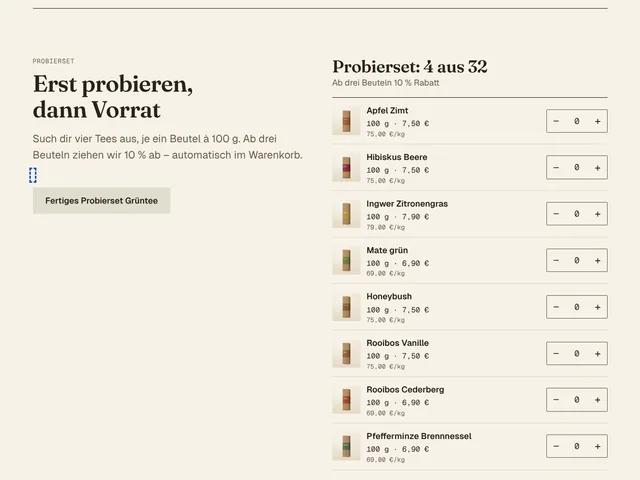 PROBIERSET
Erst probieren,
dann Vorrat
Such dir vier Tees aus, je ein Beutel à 100 g. Ab drei
Beuteln ziehen wir 10 % ab – automatisch im Warenkorb.
Fertiges Probierset Grüntee
Probierset: 4 aus 32
Ab drei Beuteln 10 % Rabatt
Apfel Zimt
100 g · 7,50 €
75,00 €/kg
− 0 +
Hibiskus Beere
100 g · 7,50 €
75,00 €/kg
− 0 +
Ingwer Zitronengras
100 g · 7,90 €
79,00 €/kg
− 0 +
Mate grün
100 g · 6,90 €
69,00 €/kg
− 0 +
Honeybush
100 g · 7,50 €
75,00 €/kg
− 0 +
Rooibos Vanille
100 g · 7,50 €
75,00 €/kg
− 0 +
Rooibos Cederberg
100 g · 6,90 €
69,00 €/kg
− 0 +
Pfefferminze Brennnessel
100 g · 6,90 €
69,00 €/kg
− 0 +